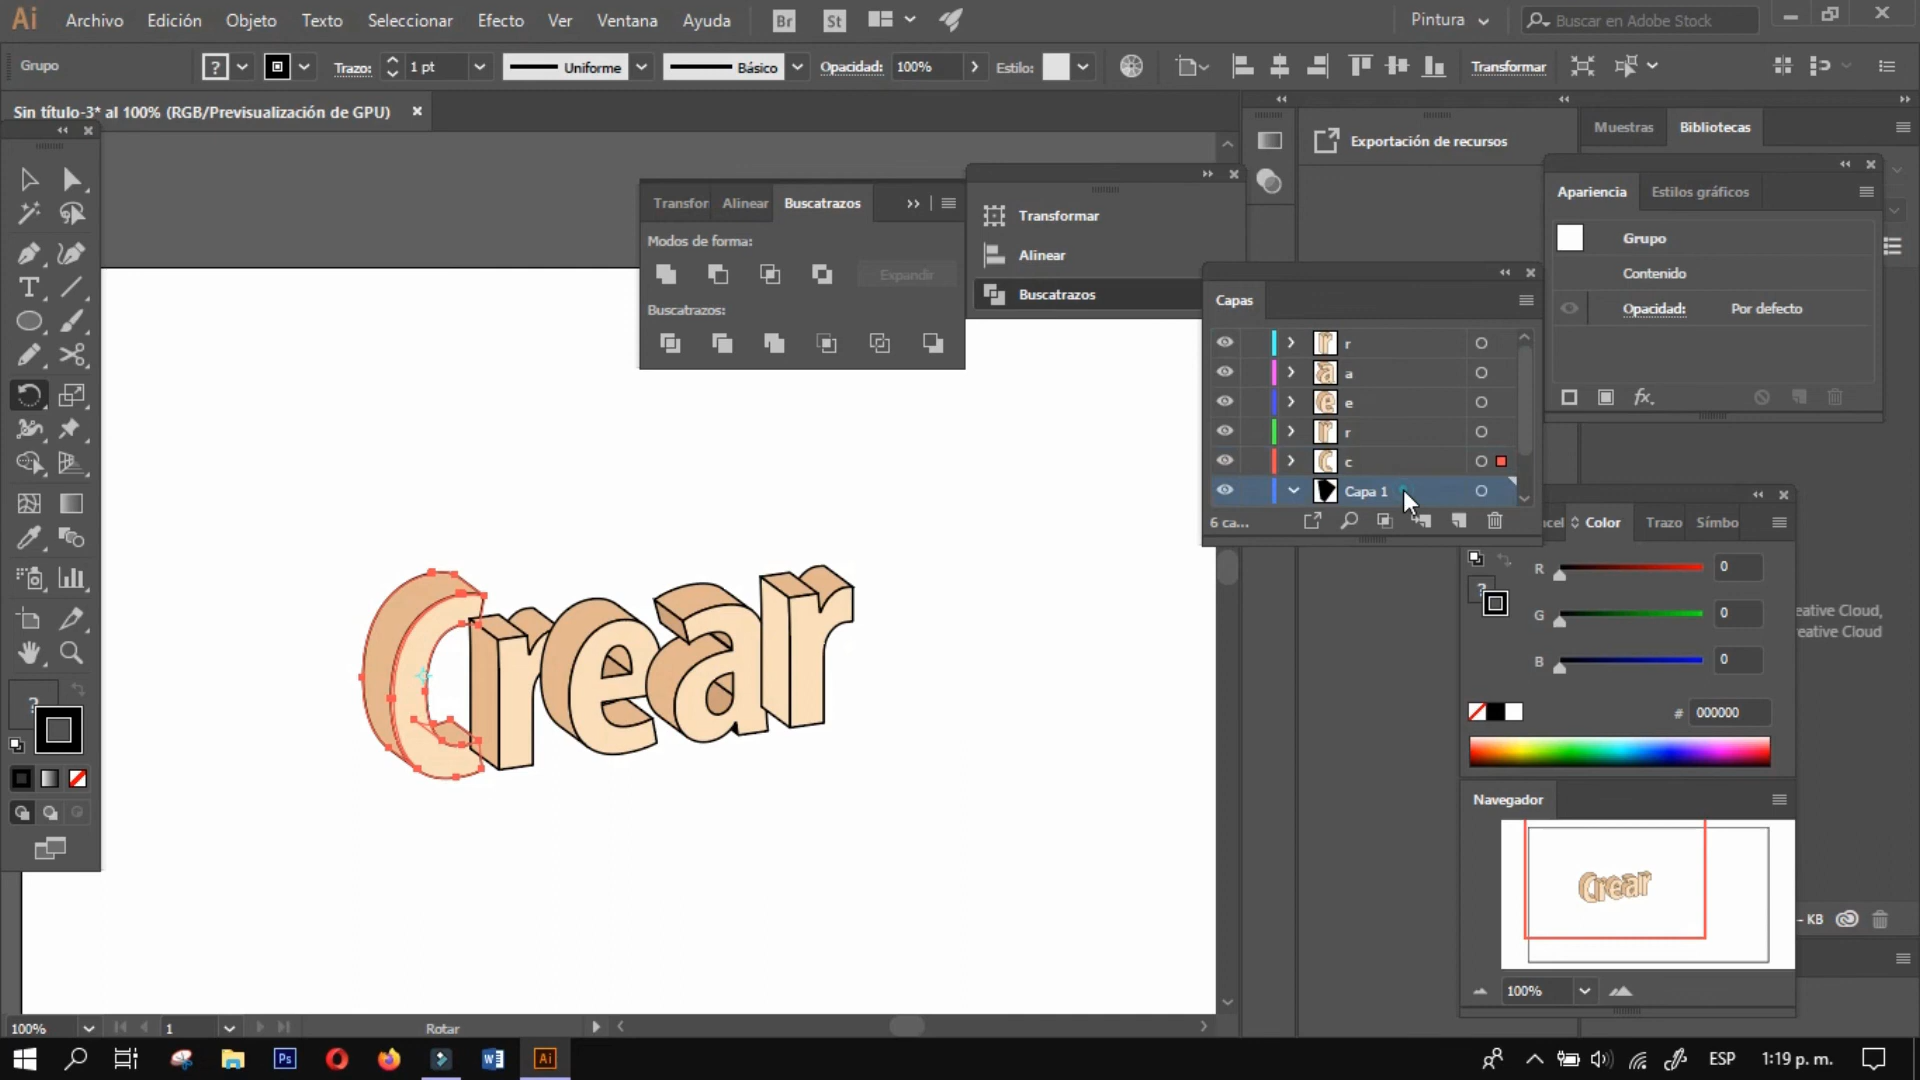 Ai Archivo Edición Objeto Texto Seleccionar Efecto Ver Ventana Ayuda Br St Pintura Buscar en Adobe Stock
Grupo ? Trazo: 1 pt Uniforme Básico Opacidad: 100% Estilo: Transformar
Sin título-3* al 100% (RGB/Previsualización de GPU)
Transfor Alinear Buscatrazos
Modos de forma:
Expandir
Buscatrazos:
Transformar
Alinear
Buscatrazos
Exportación de recursos
Muestras Bibliotecas
Apariencia Estilos gráficos
Grupo
Contenido
Opacidad: Por defecto
fx.
Capas
r
a
e
r
c
Capa 1
6 ca...
Color Trazo Símbo
R 0
G 0
B 0
# 000000
eative Cloud,
reative Cloud
Navegador
Crear
- KB
100%
Crear
?
100% 1 Rotar
Ps Ai ESP 1:19 p. m.